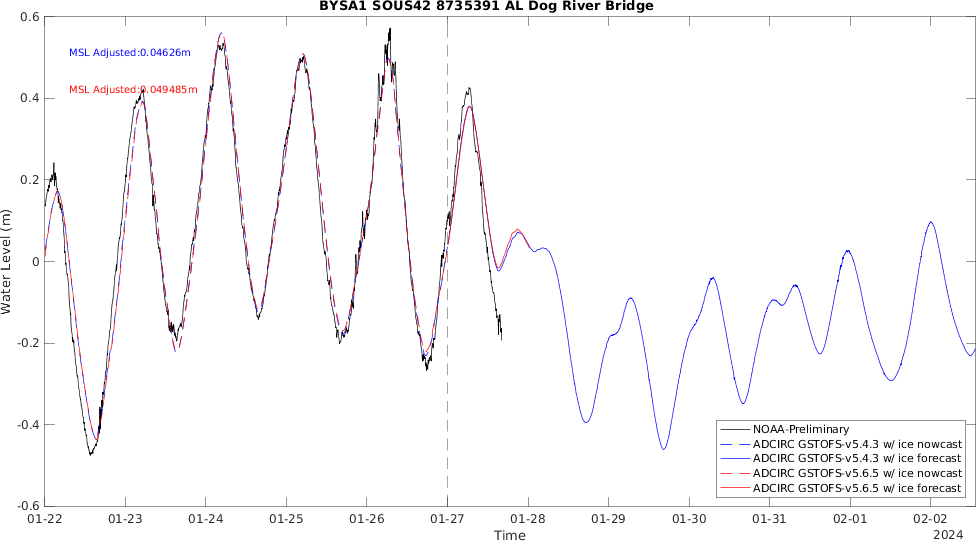 BYSA1 SOUS42 8735391 AL Dog River Bridge
0.6
MSL Adjusted:0.04626m
MSL Adjusted:0.049485m
0.4
0.2
0
-0.2
-0.4
-0.6
Water Level (m)
NOAA-Preliminary
ADCIRC GSTOFS-v5.4.3 w/ ice nowcast
ADCIRC GSTOFS-v5.4.3 w/ ice forecast
ADCIRC GSTOFS-v5.6.5 w/ ice nowcast
ADCIRC GSTOFS-v5.6.5 w/ ice forecast
01-22 01-23 01-24 01-25 01-26 01-27 01-28 01-29 01-30 01-31 02-01 02-02
Time
2024